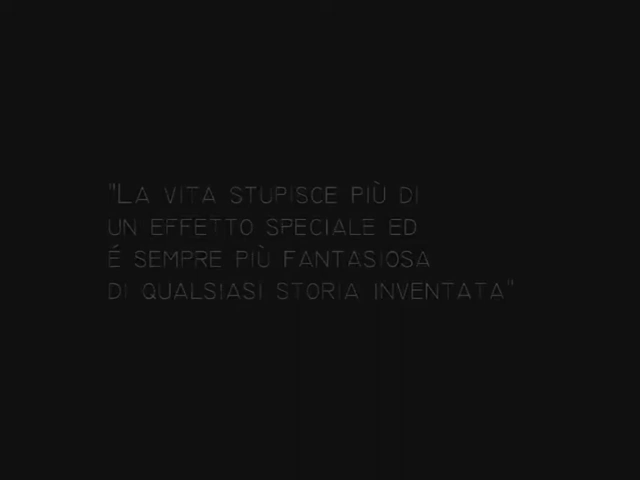 "LA VITA STUPISCE PIÙ DI
UN EFFETTO SPECIALE ED
É SEMPRE PIÙ FANTASIOSA
DI QUALSIASI STORIA INVENTATA"